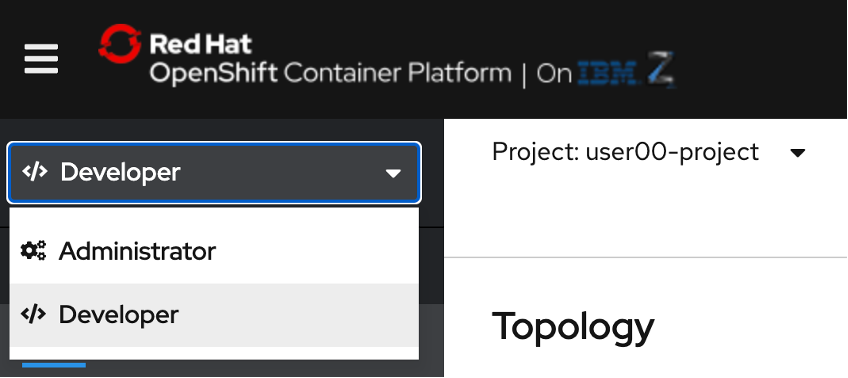 Red Hat
OpenShift Container Platform | On IBM Z
Developer
Project: user00-project
Administrator
Developer
Topology